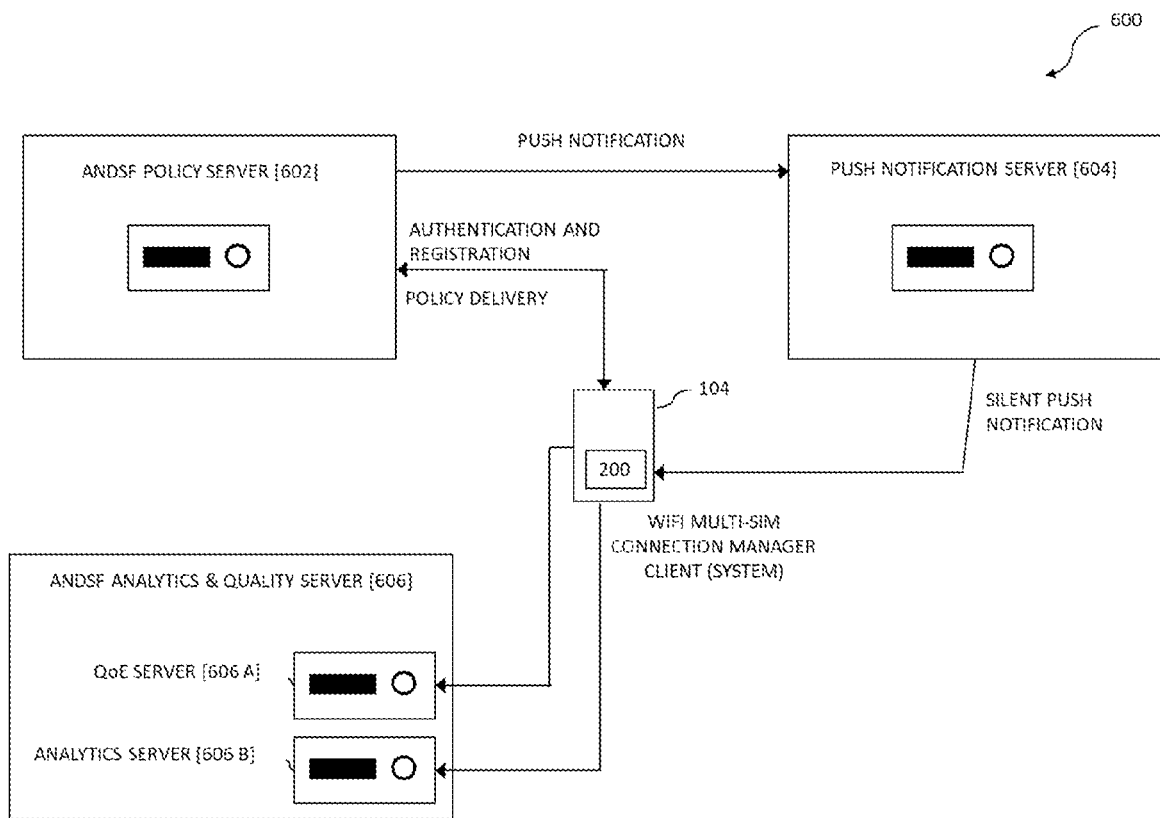 600
PUSH NOTIFICATION
ANDSF POLICY SERVER [602]
PUSH NOTIFICATION SERVER [604]
AUTHENTICATION AND
REGISTRATION
POLICY DELIVERY
104
SILENT PUSH
NOTIFICATION
200
WIFI MULTI-SIM
CONNECTION MANAGER
CLIENT (SYSTEM)
ANDSF ANALYTICS & QUALITY SERVER [606]
QoE SERVER [606 A]
ANALYTICS SERVER [606 B]